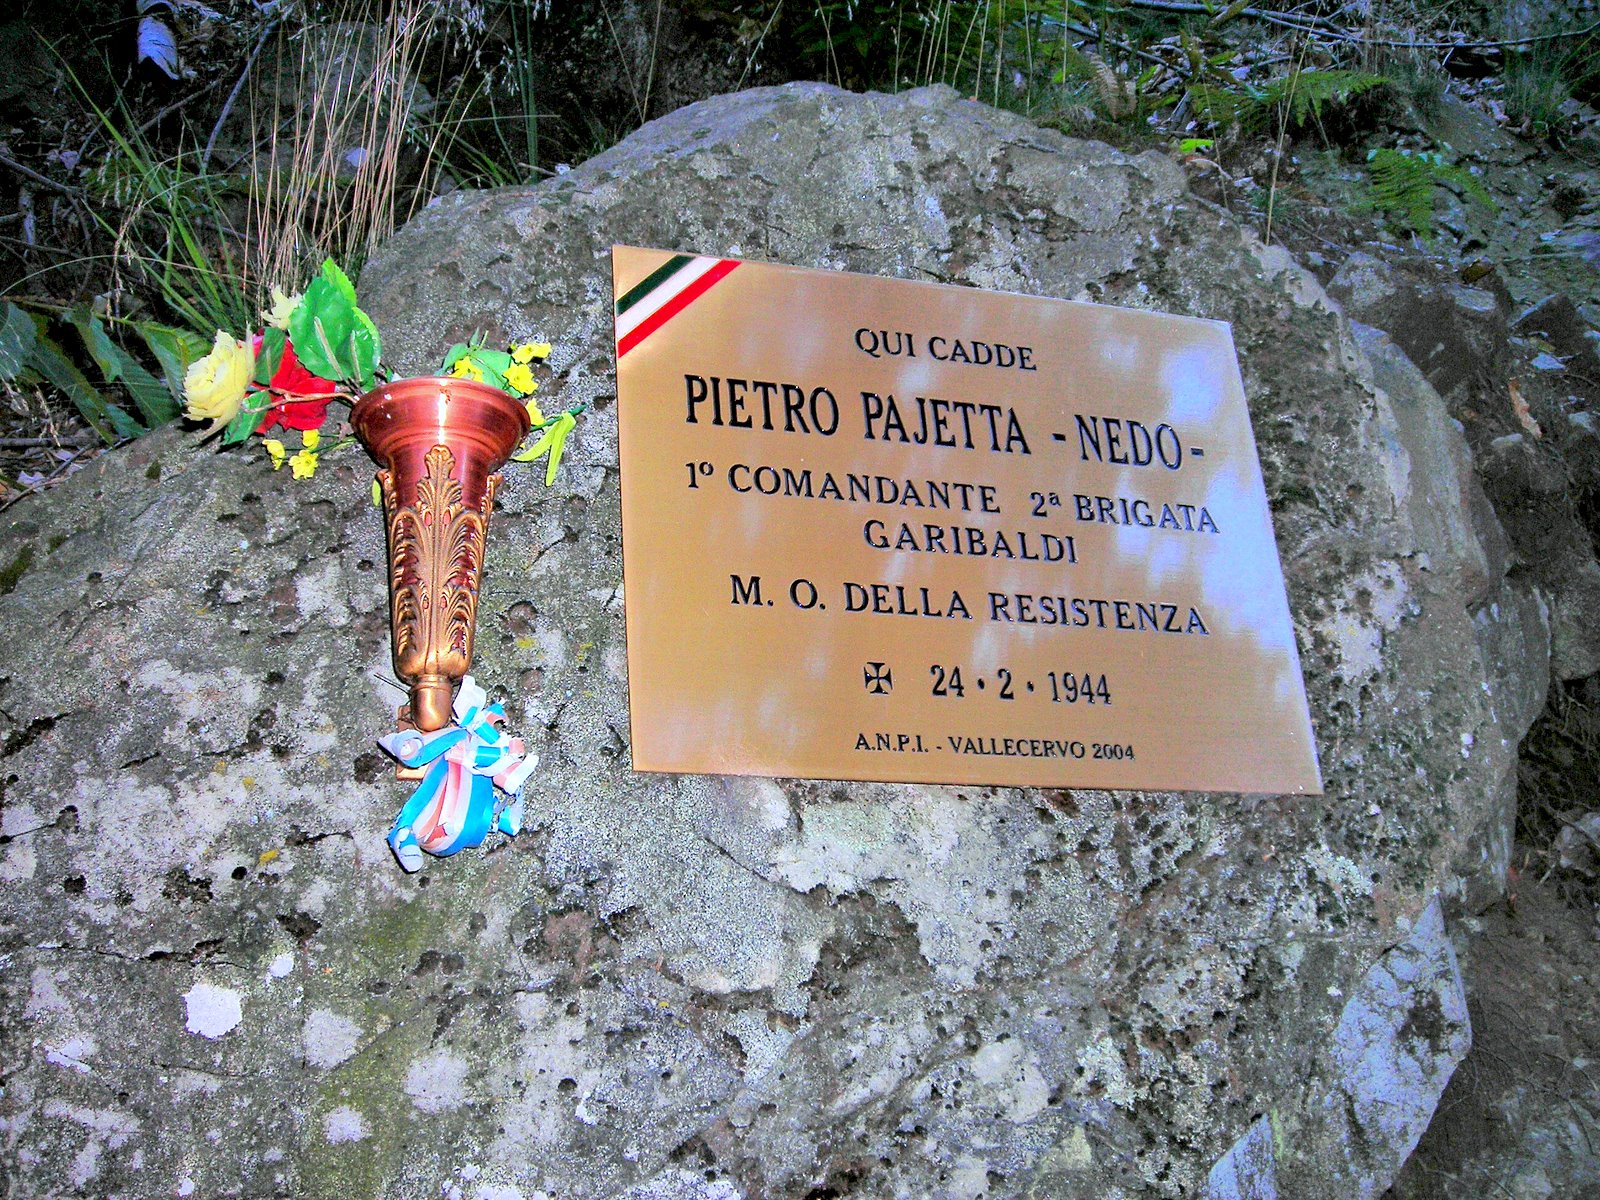 QUI CADDE
PIETRO PAJETTA - NEDO -
1º COMANDANTE 2ª BRIGATA
GARIBALDI
M. O. DELLA RESISTENZA
✠ 24 · 2 · 1944
A.N.P.I. - VALLECERVO 2004